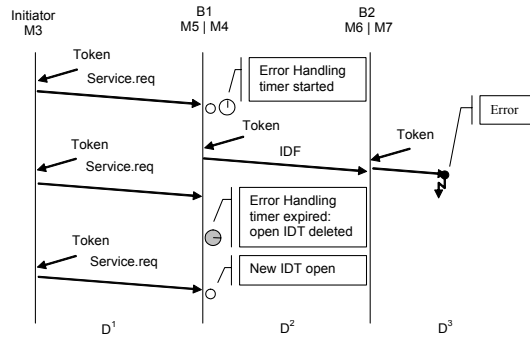 Initiator
M3
B1
M5 | M4
B2
M6 | M7
Token
Service.req
Error Handling
timer started
Error
Token
IDF
Token
Token
Service.req
Error Handling
timer expired:
open IDT deleted
Token
Service.req
New IDT open
D¹
D²
D³